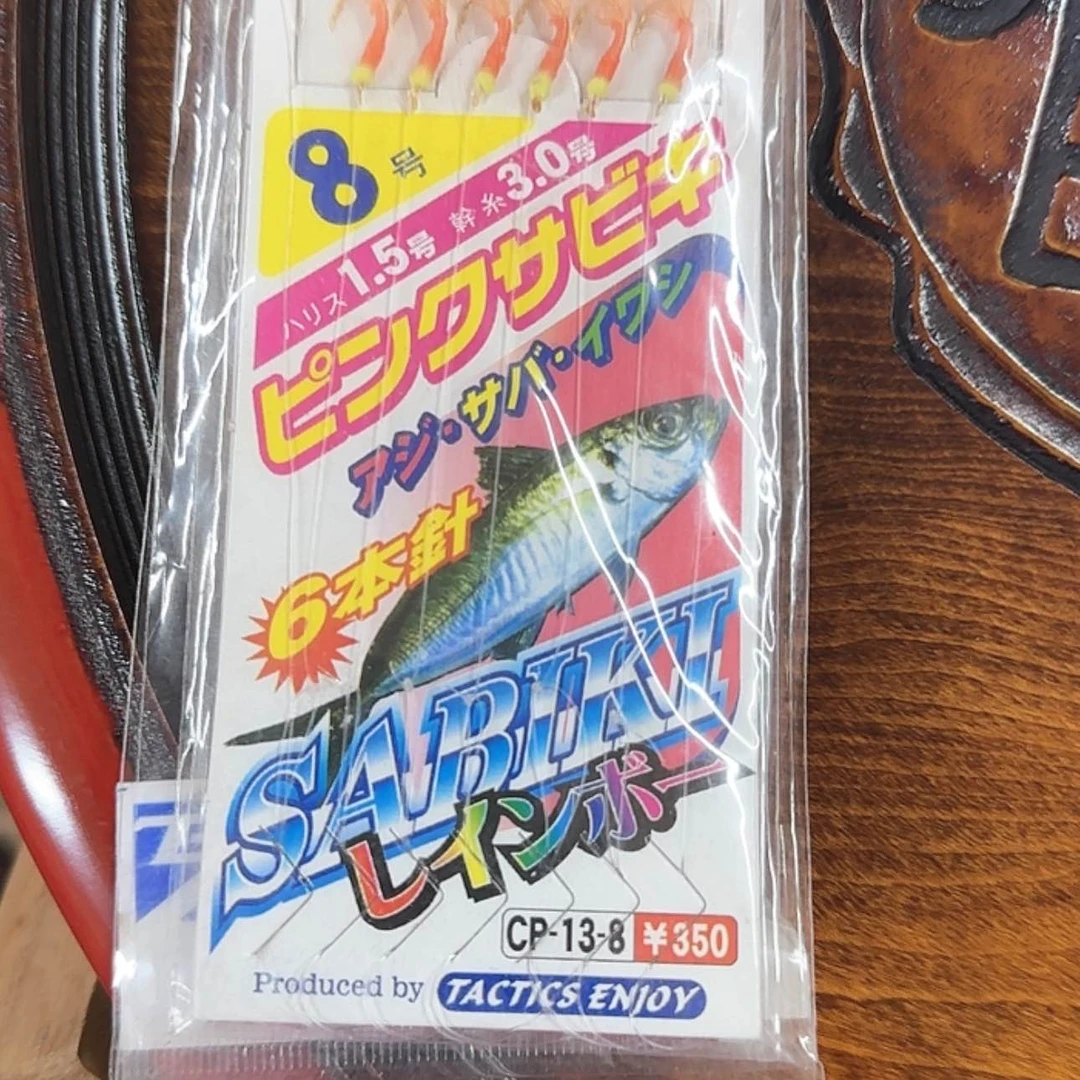 8号
ハリス1.5号 幹糸3.0号
ピンクサビキ
アジ・サバ・イワシ
6本針
SABIKI
レインボー
CP-13-8 ¥350
Produced by TACTICS ENJOY